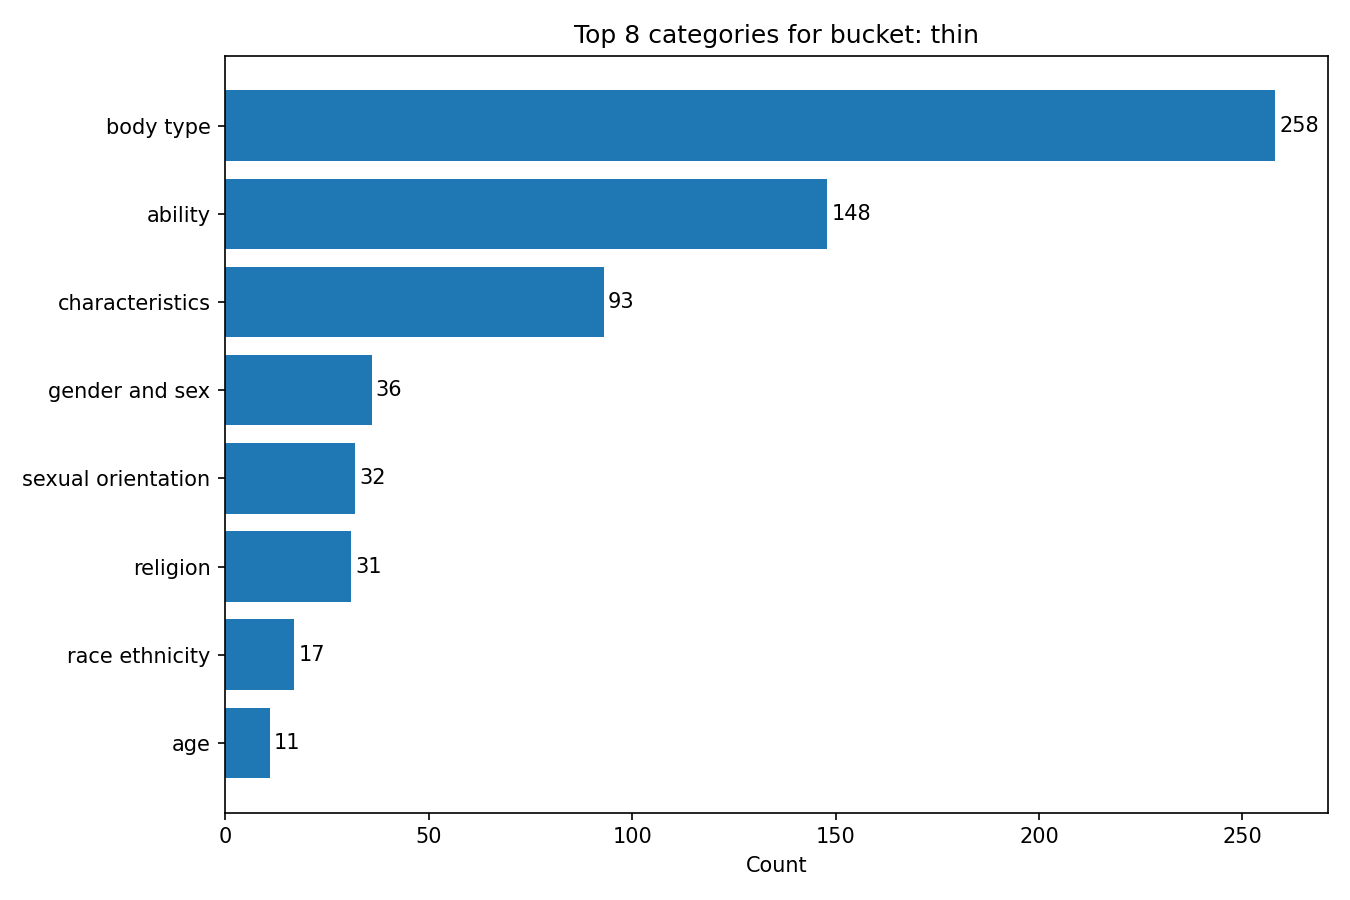 Top 8 categories for bucket: thin
body type 258
ability 148
characteristics 93
gender and sex 36
sexual orientation 32
religion 31
race ethnicity 17
age 11
0 50 100 150 200 250
Count